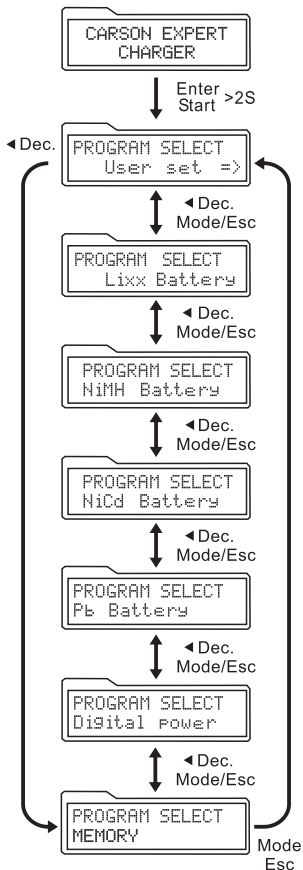 CARSON EXPERT
CHARGER
Enter
Start >2S
◄ Dec.
PROGRAM SELECT
User set =>
◄ Dec.
Mode/Esc
PROGRAM SELECT
Lixx Battery
◄ Dec.
Mode/Esc
PROGRAM SELECT
NiMH Battery
◄ Dec.
Mode/Esc
PROGRAM SELECT
NiCd Battery
◄ Dec.
Mode/Esc
PROGRAM SELECT
Pb Battery
◄ Dec.
Mode/Esc
PROGRAM SELECT
Digital power
◄ Dec.
Mode/Esc
PROGRAM SELECT
MEMORY
Mode
Esc